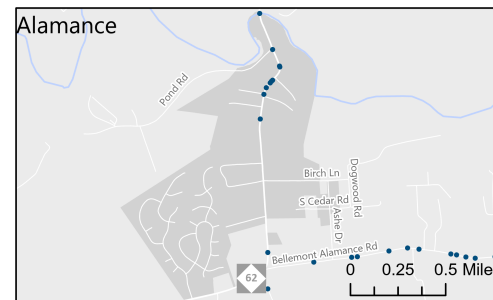 Alamance
Pond Rd
Birch Ln
Dogwood Rd
S Cedar Rd
Ashe Dr
Bellemont Alamance Rd
62
0 0.25 0.5 Mile